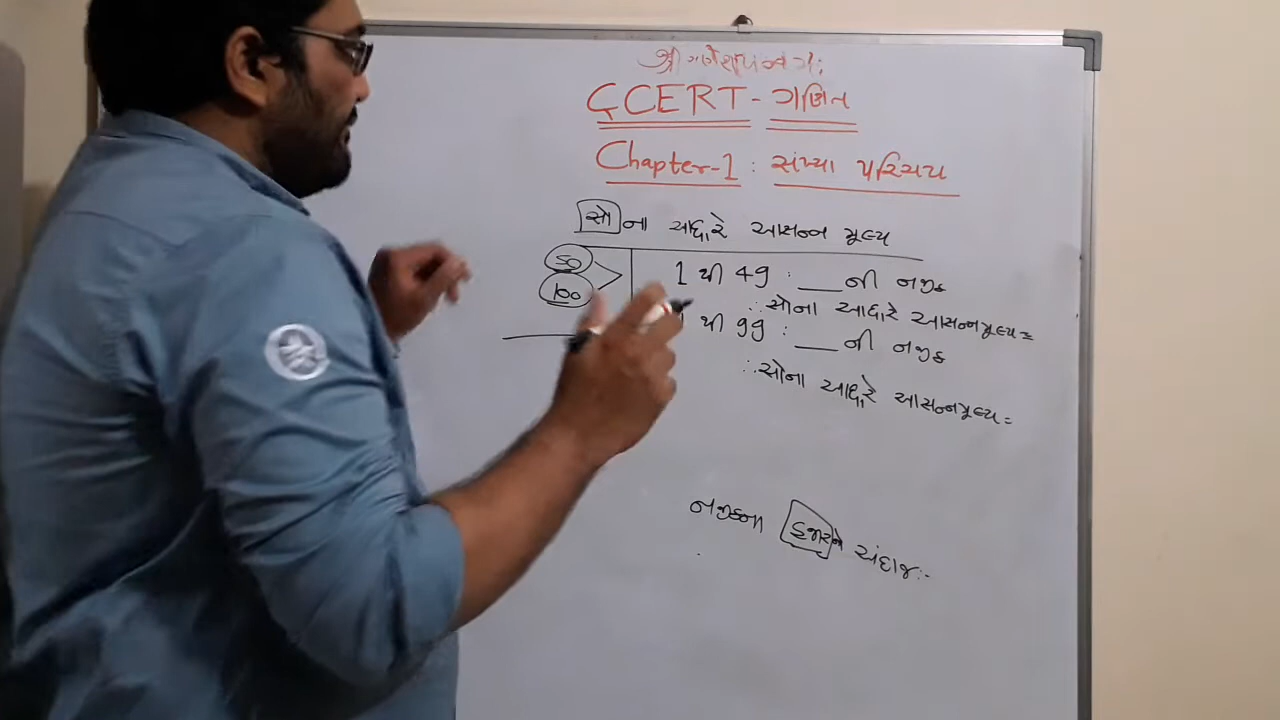 શ્રી ગણેશાય નમઃ
GCERT - ગણિત
Chapter-1 : સંખ્યા પરિચય
સો ના આધારે આસન્ન મૂલ્ય
50
100
1 થી 49 : ___ ની નજીક
∴ સોના આધારે આસન્નમૂલ્ય =
થી 99 : ___ ની નજીક
∴ સોના આધારે આસન્નમૂલ્ય =
નજીકના હજારનો અંદાજ :-